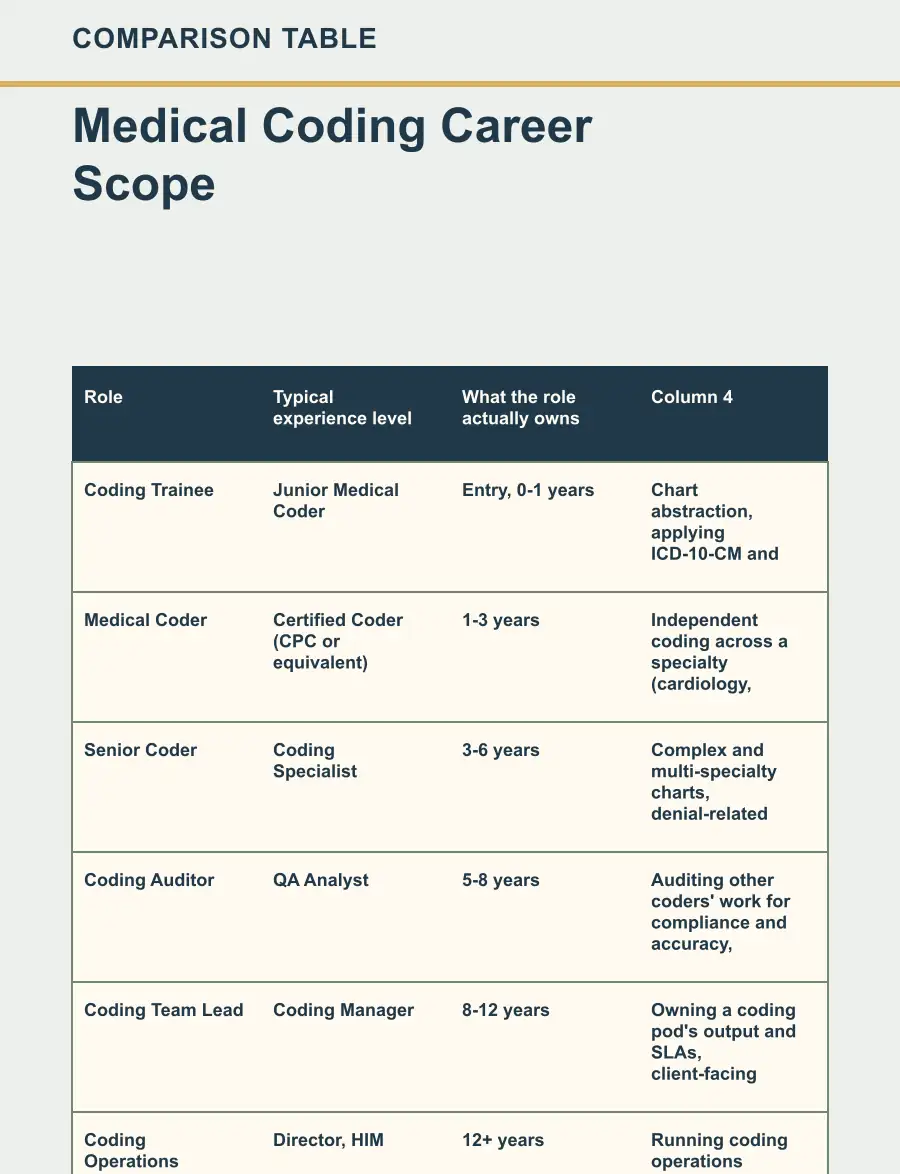 COMPARISON TABLE
Medical Coding Career
Scope
Role
Typical
experience level
What the role
actually owns
Column 4
Coding Trainee
Junior Medical
Coder
Entry, 0-1 years
Chart
abstraction,
applying
ICD-10-CM and
Medical Coder
Certified Coder
(CPC or
equivalent)
1-3 years
Independent
coding across a
specialty
(cardiology,
Senior Coder
Coding
Specialist
3-6 years
Complex and
multi-specialty
charts,
denial-related
Coding Auditor
QA Analyst
5-8 years
Auditing other
coders' work for
compliance and
accuracy,
Coding Team Lead
Coding Manager
8-12 years
Owning a coding
pod's output and
SLAs,
client-facing
Coding
Operations
Director, HIM
12+ years
Running coding
operations